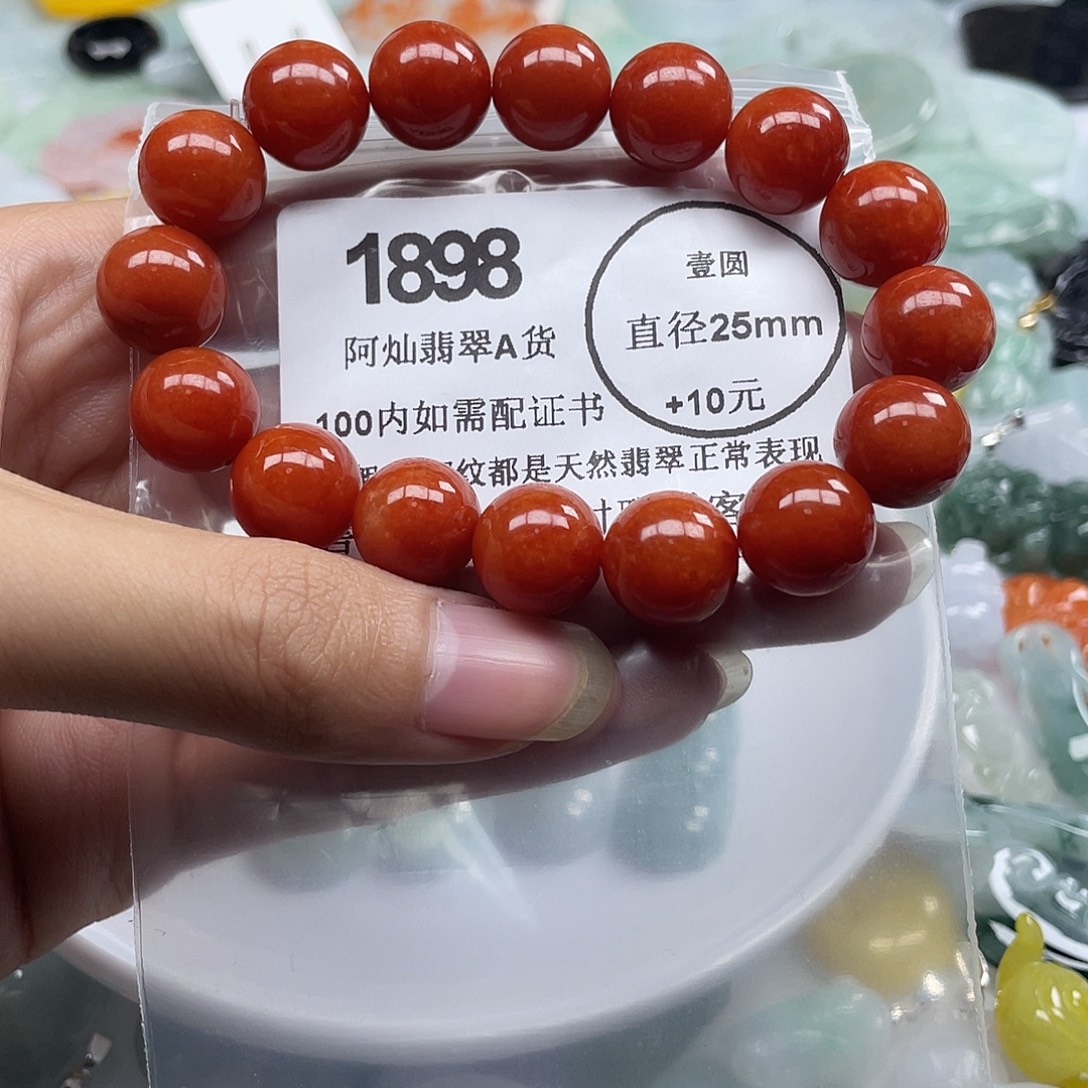 1898
阿灿翡翠A货
壹圆
直径25mm
+10元
100内如需配证书
纹都是天然翡翠正常表现